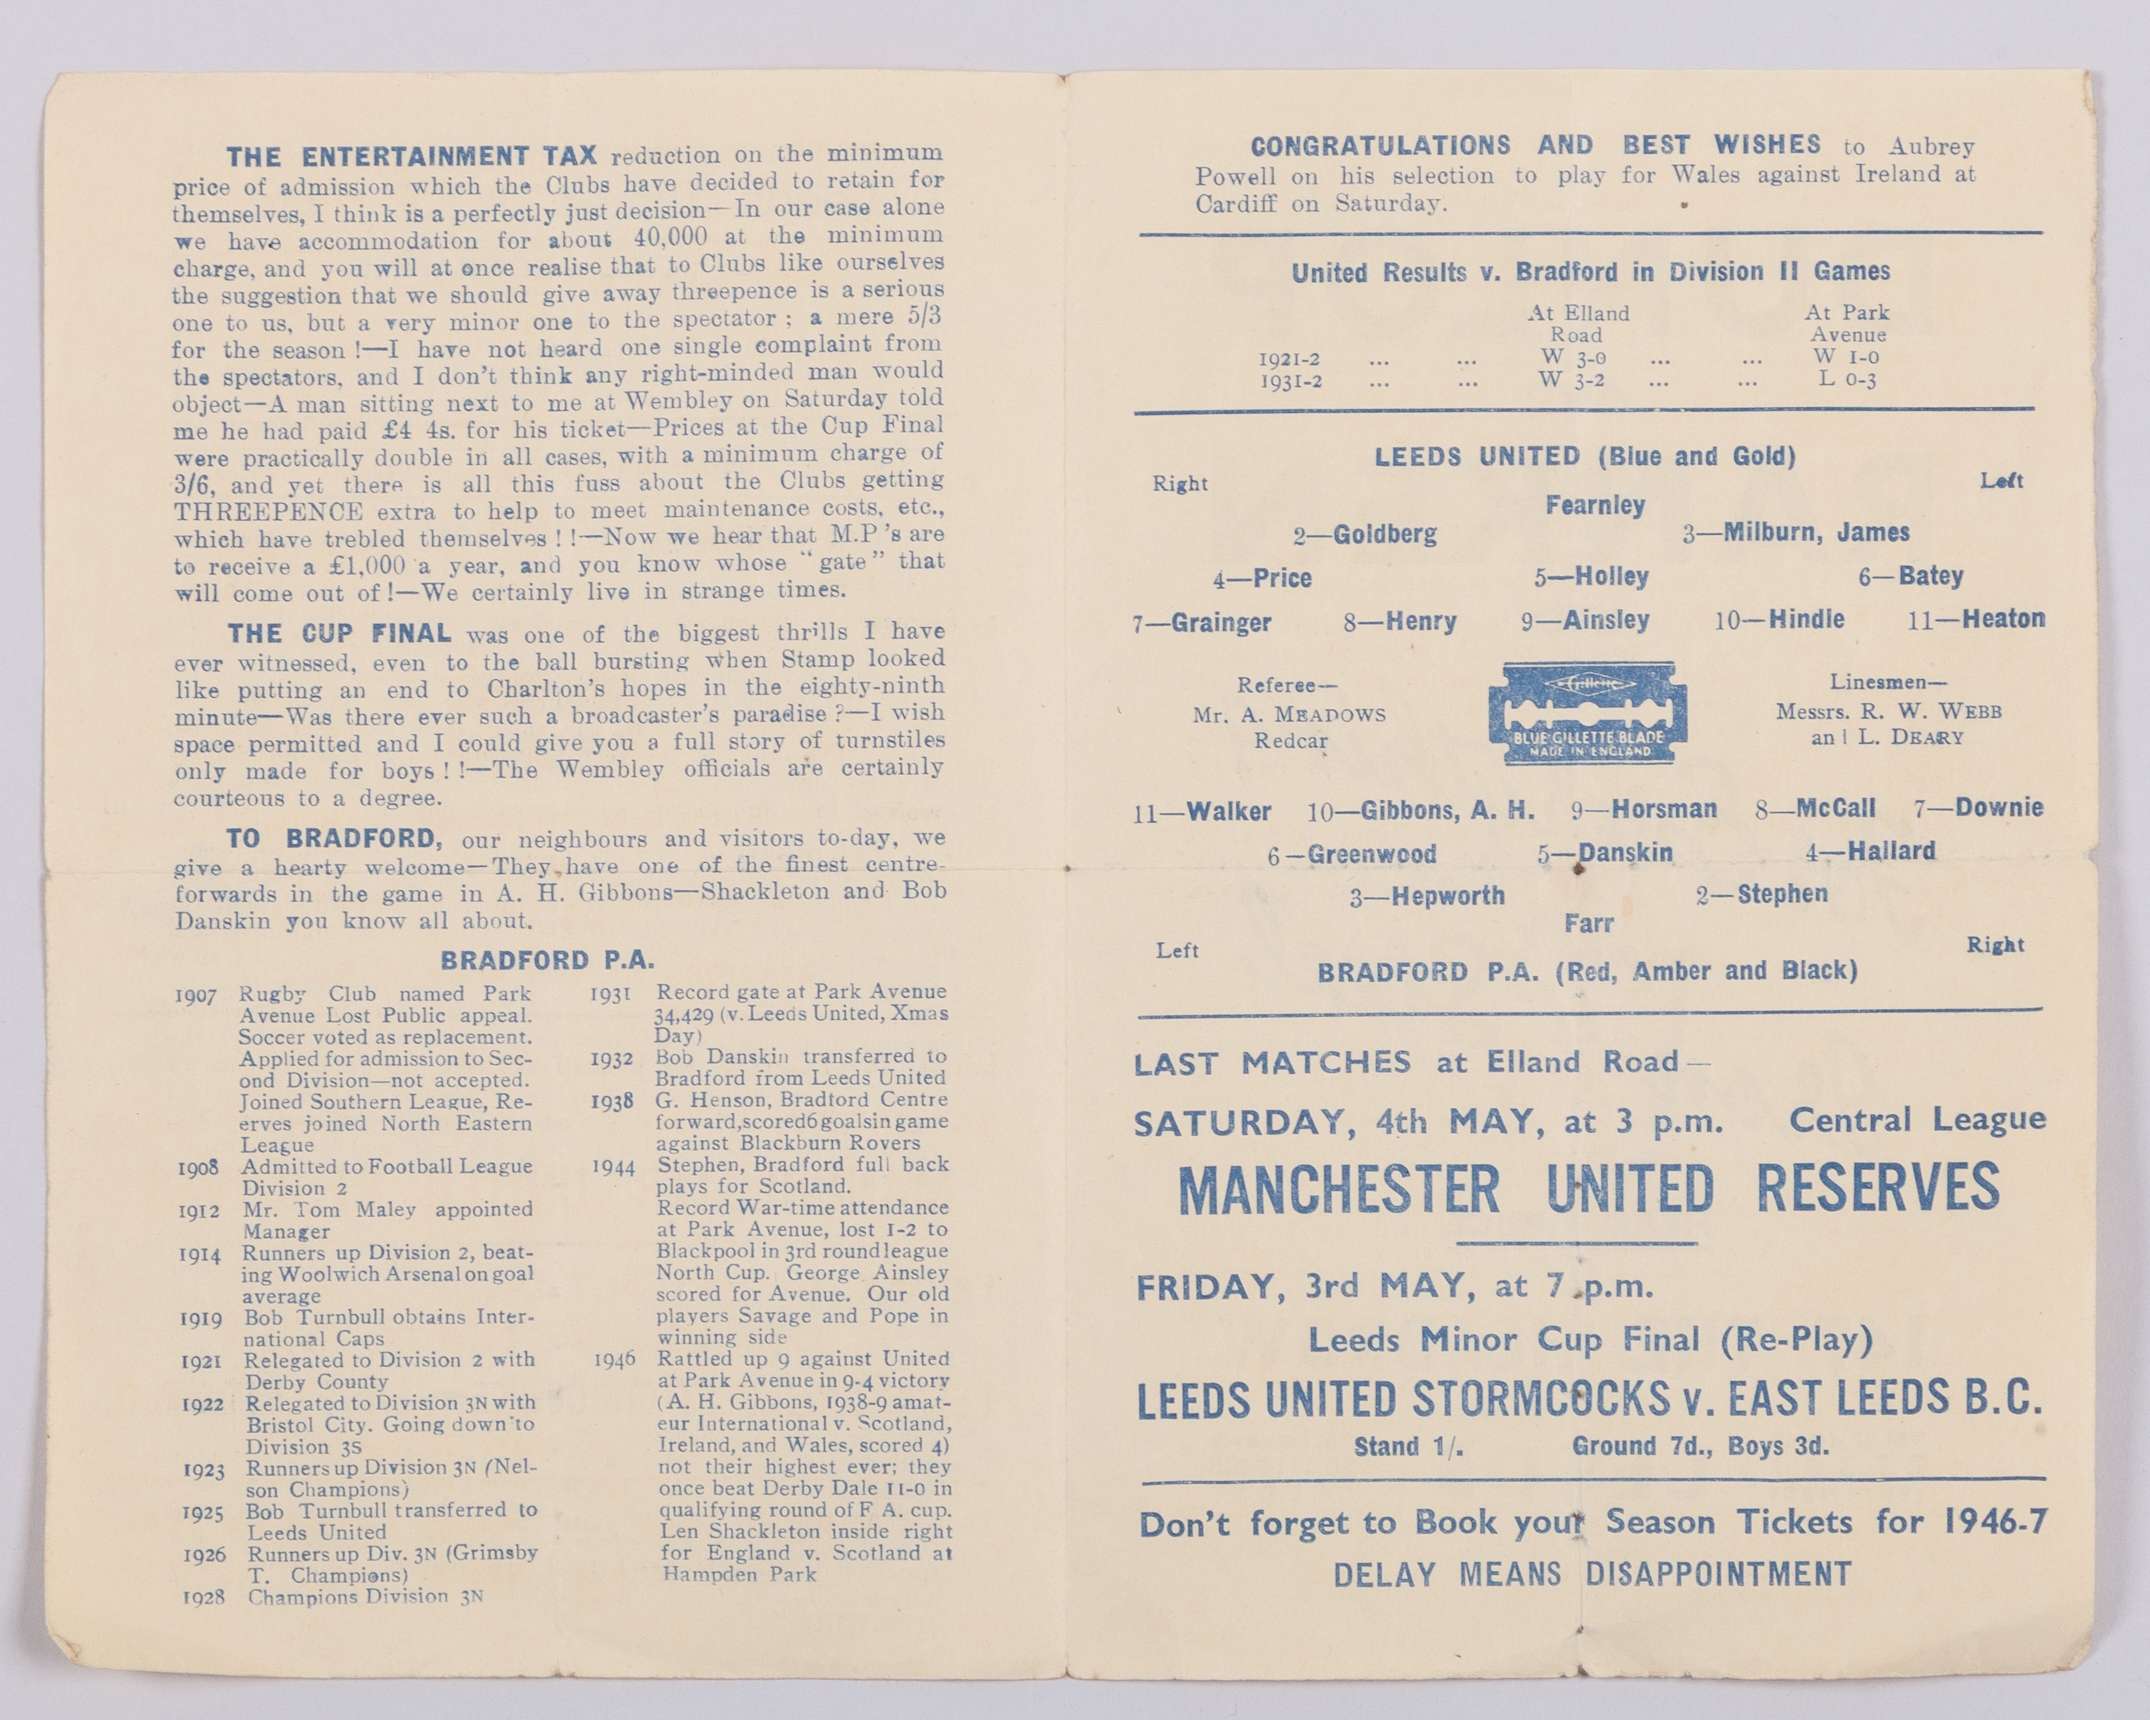 THE ENTERTAINMENT TAX reduction on the minimum
price of admission which the Clubs have decided to retain for
themselves, I think is a perfectly just decision—In our case alone
we have accommodation for about 40,000 at the minimum
charge, and you will at once realise that to Clubs like ourselves
the suggestion that we should give away threepence is a serious
one to us, but a very minor one to the spectator ; a mere 5/3
for the season !—I have not heard one single complaint from
the spectators, and I don't think any right-minded man would
object—A man sitting next to me at Wembley on Saturday told
me he had paid £4 4s. for his ticket—Prices at the Cup Final
were practically double in all cases, with a minimum charge of
3/6, and yet there is all this fuss about the Clubs getting
THREEPENCE extra to help to meet maintenance costs, etc.,
which have trebled themselves ! !—Now we hear that M.P 's are
to receive a £1,000 a year, and you know whose "gate" that
will come out of !—We certainly live in strange times.
THE CUP FINAL was one of the biggest thrills I have
ever witnessed, even to the ball bursting when Stamp looked
like putting an end to Charlton's hopes in the eighty-ninth
minute—Was there ever such a broadcaster's paradise ?—I wish
space permitted and I could give you a full story of turnstiles
only made for boys ! !—The Wembley officials are certainly
courteous to a degree.
TO BRADFORD, our neighbours and visitors to-day, we
give a hearty welcome—They have one of the finest centre-
forwards in the game in A. H. Gibbons—Shackleton and Bob
Danskin you know all about.
BRADFORD P.A.
1907 Rugby Club named Park
Avenue Lost Public appeal.
Soccer voted as replacement.
Applied for admission to Sec-
ond Division—not accepted.
Joined Southern League, Re-
erves joined North Eastern
League
1908 Admitted to Football League
Division 2
1912 Mr. Tom Maley appointed
Manager
1914 Runners up Division 2, beat-
ing Woolwich Arsenal on goal
average
1919 Bob Turnbull obtains Inter-
national Caps
1921 Relegated to Division 2 with
Derby County
1922 Relegated to Division 3N with
Bristol City. Going down to
Division 3S
1923 Runners up Division 3N (Nel-
son Champions)
1925 Bob Turnbull transferred to
Leeds United
1926 Runners up Div. 3N (Grimsby
T. Champions)
1928 Champions Division 3N
1931 Record gate at Park Avenue
34,429 (v. Leeds United, Xmas
Day)
1932 Bob Danskin transferred to
Bradford from Leeds United
1938 G. Henson, Bradford Centre
forward, scored 6 goals in game
against Blackburn Rovers
1944 Stephen, Bradford full back
plays for Scotland.
Record War-time attendance
at Park Avenue, lost 1-2 to
Blackpool in 3rd round league
North Cup. George Ainsley
scored for Avenue. Our old
players Savage and Pope in
winning side
1946 Rattled up 9 against United
at Park Avenue in 9-4 victory
(A. H. Gibbons, 1938-9 amat-
eur International v. Scotland,
Ireland, and Wales, scored 4)
not their highest ever; they
once beat Derby Dale 11-0 in
qualifying round of F A. cup.
Len Shackleton inside right
for England v. Scotland at
Hampden Park
CONGRATULATIONS AND BEST WISHES to Aubrey
Powell on his selection to play for Wales against Ireland at
Cardiff on Saturday.
United Results v. Bradford in Division II Games
At Elland At Park
Road Avenue
1921-2 ... ... W 3-0 ... ... W 1-0
1931-2 ... ... W 3-2 ... ... L 0-3
LEEDS UNITED (Blue and Gold)
Right Left
Fearnley
2—Goldberg 3—Milburn, James
4—Price 5—Holley 6—Batey
7—Grainger 8—Henry 9—Ainsley 10—Hindle 11—Heaton
Referee—
Mr. A. MEADOWS
Redcar
Gillette
BLUE GILLETTE BLADE
MADE IN ENGLAND
Linesmen—
Messrs. R. W. WEBB
an l L. DEARY
11—Walker 10—Gibbons, A. H. 9—Horsman 8—McCall 7—Downie
6—Greenwood 5—Danskin 4—Hallard
3—Hepworth 2—Stephen
Farr
Left Right
BRADFORD P.A. (Red, Amber and Black)
LAST MATCHES at Elland Road—
SATURDAY, 4th MAY, at 3 p.m. Central League
MANCHESTER UNITED RESERVES
FRIDAY, 3rd MAY, at 7 p.m.
Leeds Minor Cup Final (Re-Play)
LEEDS UNITED STORMCOCKS v. EAST LEEDS B.C.
Stand 1/. Ground 7d., Boys 3d.
Don't forget to Book your Season Tickets for 1946-7
DELAY MEANS DISAPPOINTMENT